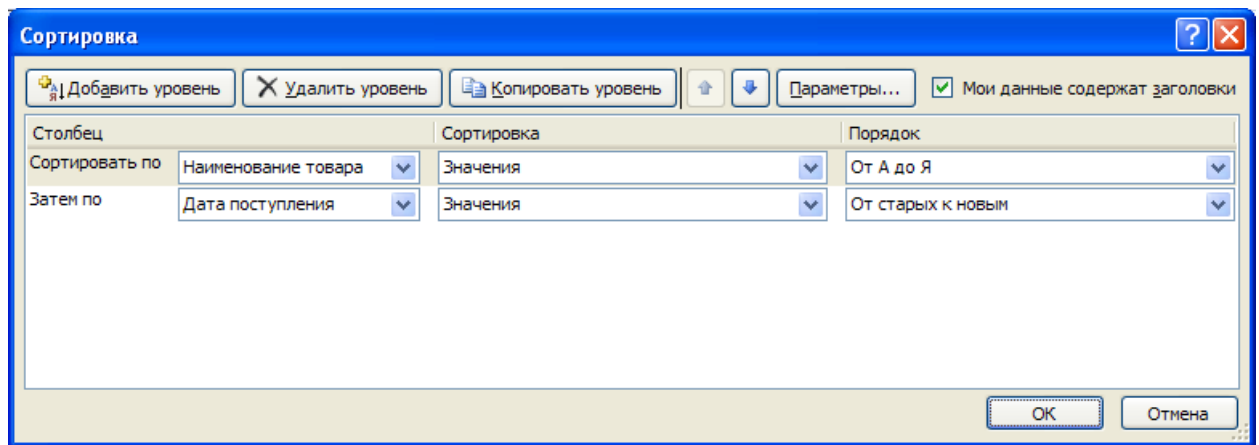 Сортировка
Добавить уровень Удалить уровень Копировать уровень Параметры... Мои данные содержат заголовки
Столбец Сортировка Порядок
Сортировать по Наименование товара Значения От А до Я
Затем по Дата поступления Значения От старых к новым
ОК Отмена